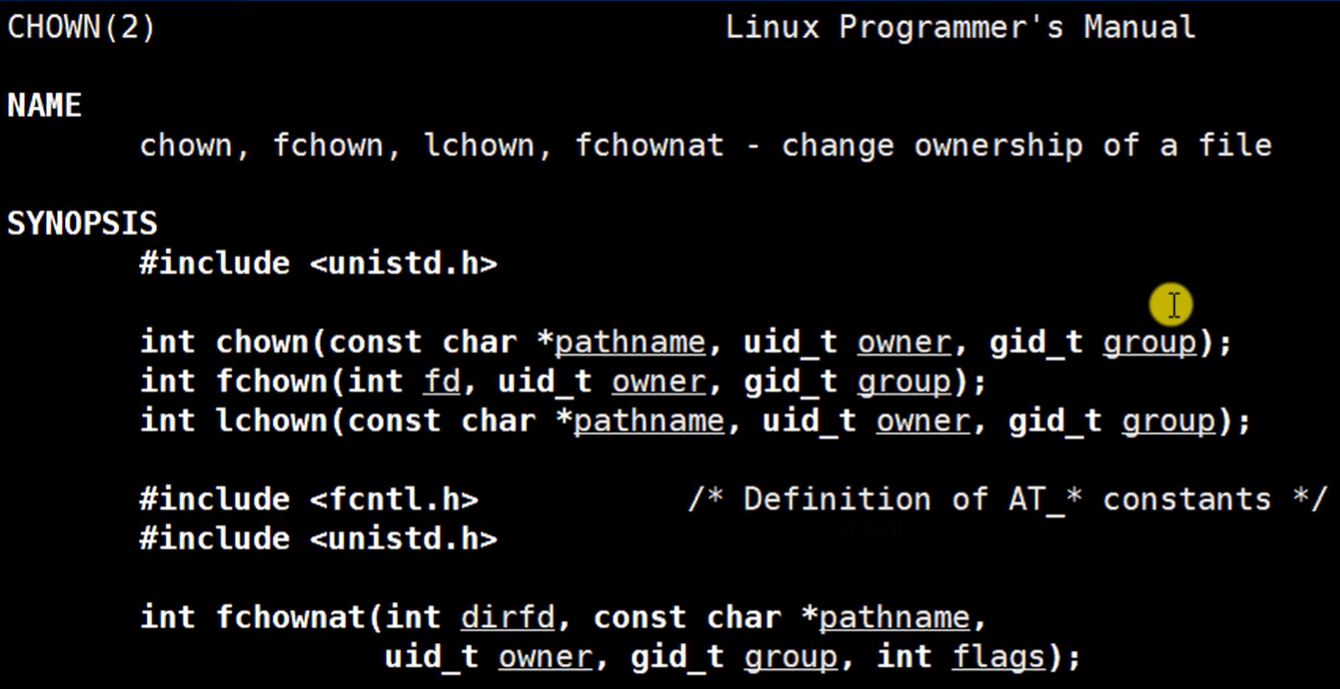 CHOWN(2) Linux Programmer's Manual
NAME
chown, fchown, lchown, fchownat - change ownership of a file
SYNOPSIS
#include <unistd.h>
int chown(const char *pathname, uid_t owner, gid_t group);
int fchown(int fd, uid_t owner, gid_t group);
int lchown(const char *pathname, uid_t owner, gid_t group);
#include <fcntl.h> /* Definition of AT_* constants */
#include <unistd.h>
int fchownat(int dirfd, const char *pathname,
uid_t owner, gid_t group, int flags);